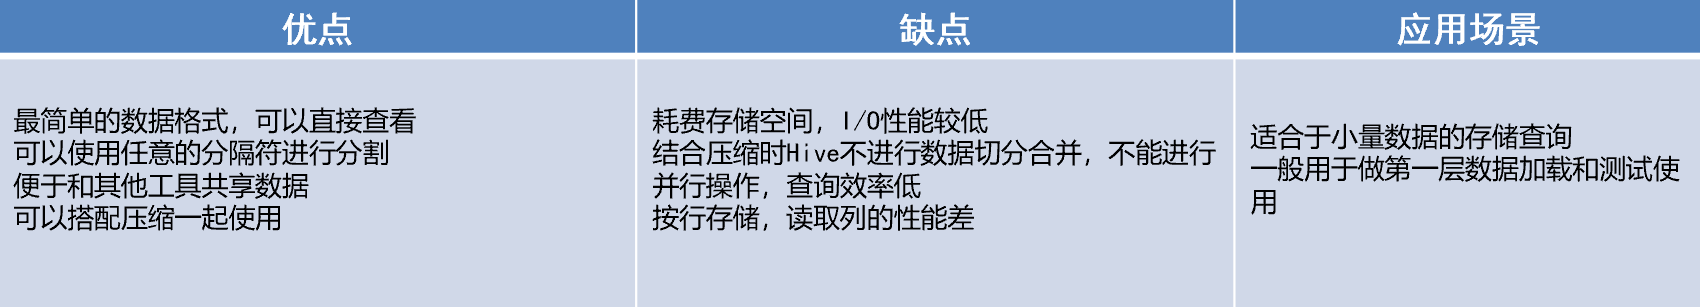 优点
缺点
应用场景
最简单的数据格式，可以直接查看
可以使用任意的分隔符进行分割
便于和其他工具共享数据
可以搭配压缩一起使用
耗费存储空间，I/O性能较低
结合压缩时Hive不进行数据切分合并，不能进行
并行操作，查询效率低
按行存储，读取列的性能差
适合于小量数据的存储查询
一般用于做第一层数据加载和测试使
用